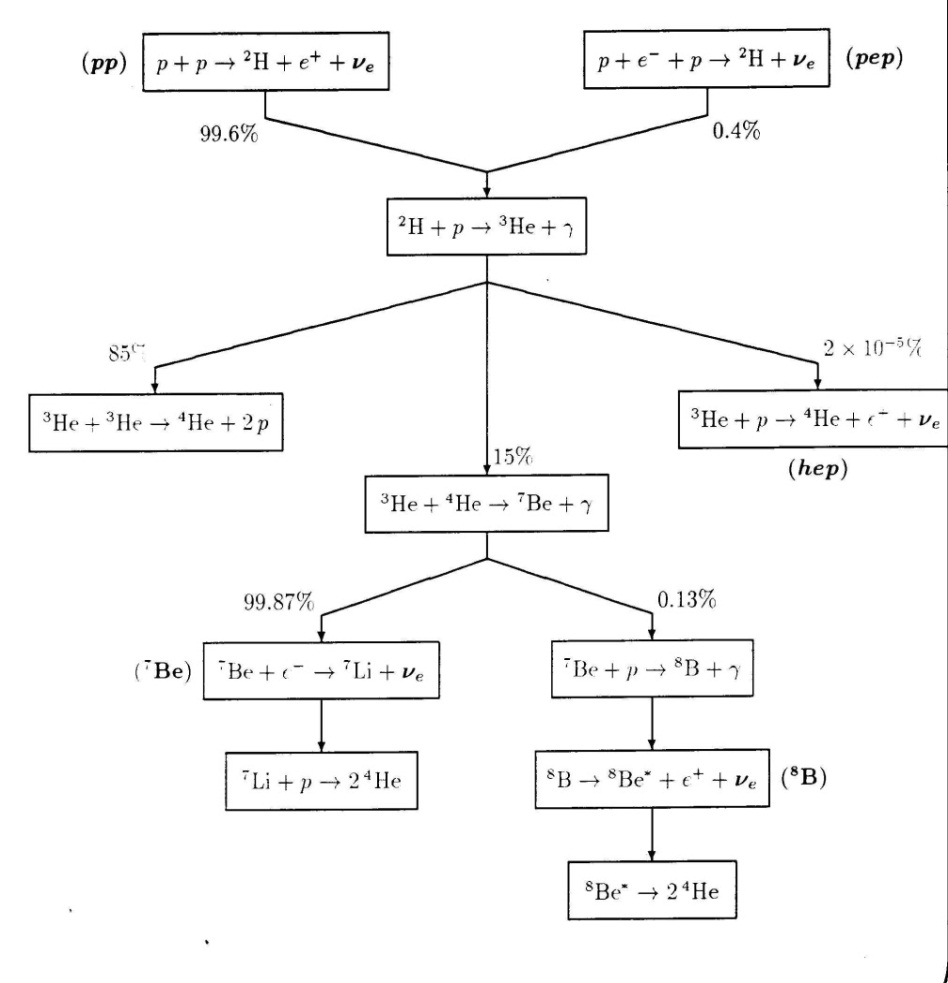 (pp) p + p → ²H + e⁺ + νₑ
p + e⁻ + p → ²H + νₑ (pep)
99.6%
0.4%
²H + p → ³He + γ
85%
2 × 10⁻⁵%
³He + ³He → ⁴He + 2 p
³He + p → ⁴He + e⁺ + νₑ
(hep)
15%
³He + ⁴He → ⁷Be + γ
99.87%
0.13%
(⁷Be) ⁷Be + e⁻ → ⁷Li + νₑ
⁷Be + p → ⁸B + γ
⁷Li + p → 2 ⁴He
⁸B → ⁸Be* + e⁺ + νₑ (⁸B)
⁸Be* → 2 ⁴He